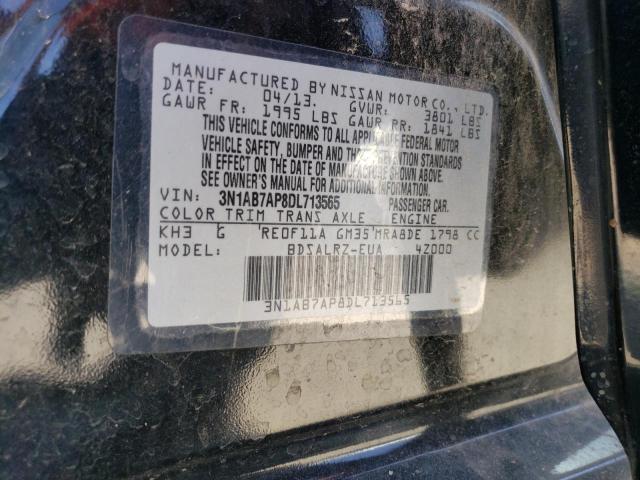 MANUFACTURED BY NISSAN MOTOR CO., LTD.
DATE: 04/13. GVWR: 3801 LBS
GAWR FR: 1995 LBS GAWR RR: 1841 LBS
THIS VEHICLE CONFORMS TO ALL APPLICABLE FEDERAL MOTOR
VEHICLE SAFETY, BUMPER AND THEFT PREVENTION STANDARDS
IN EFFECT ON THE DATE OF MANUFACTURE SHOWN ABOVE.
SEE OWNER'S MANUAL FOR ADDITIONAL INFORMATION.
VIN: 3N1AB7AP8DL713565 PASSENGER CAR.
COLOR TRIM TRANS AXLE ENGINE
KH3 G RE0F11A GM35 MRA8DE 1798 CC
MODEL: BDSALRZ-EUA 4Z000
3N1AB7AP8DL713565